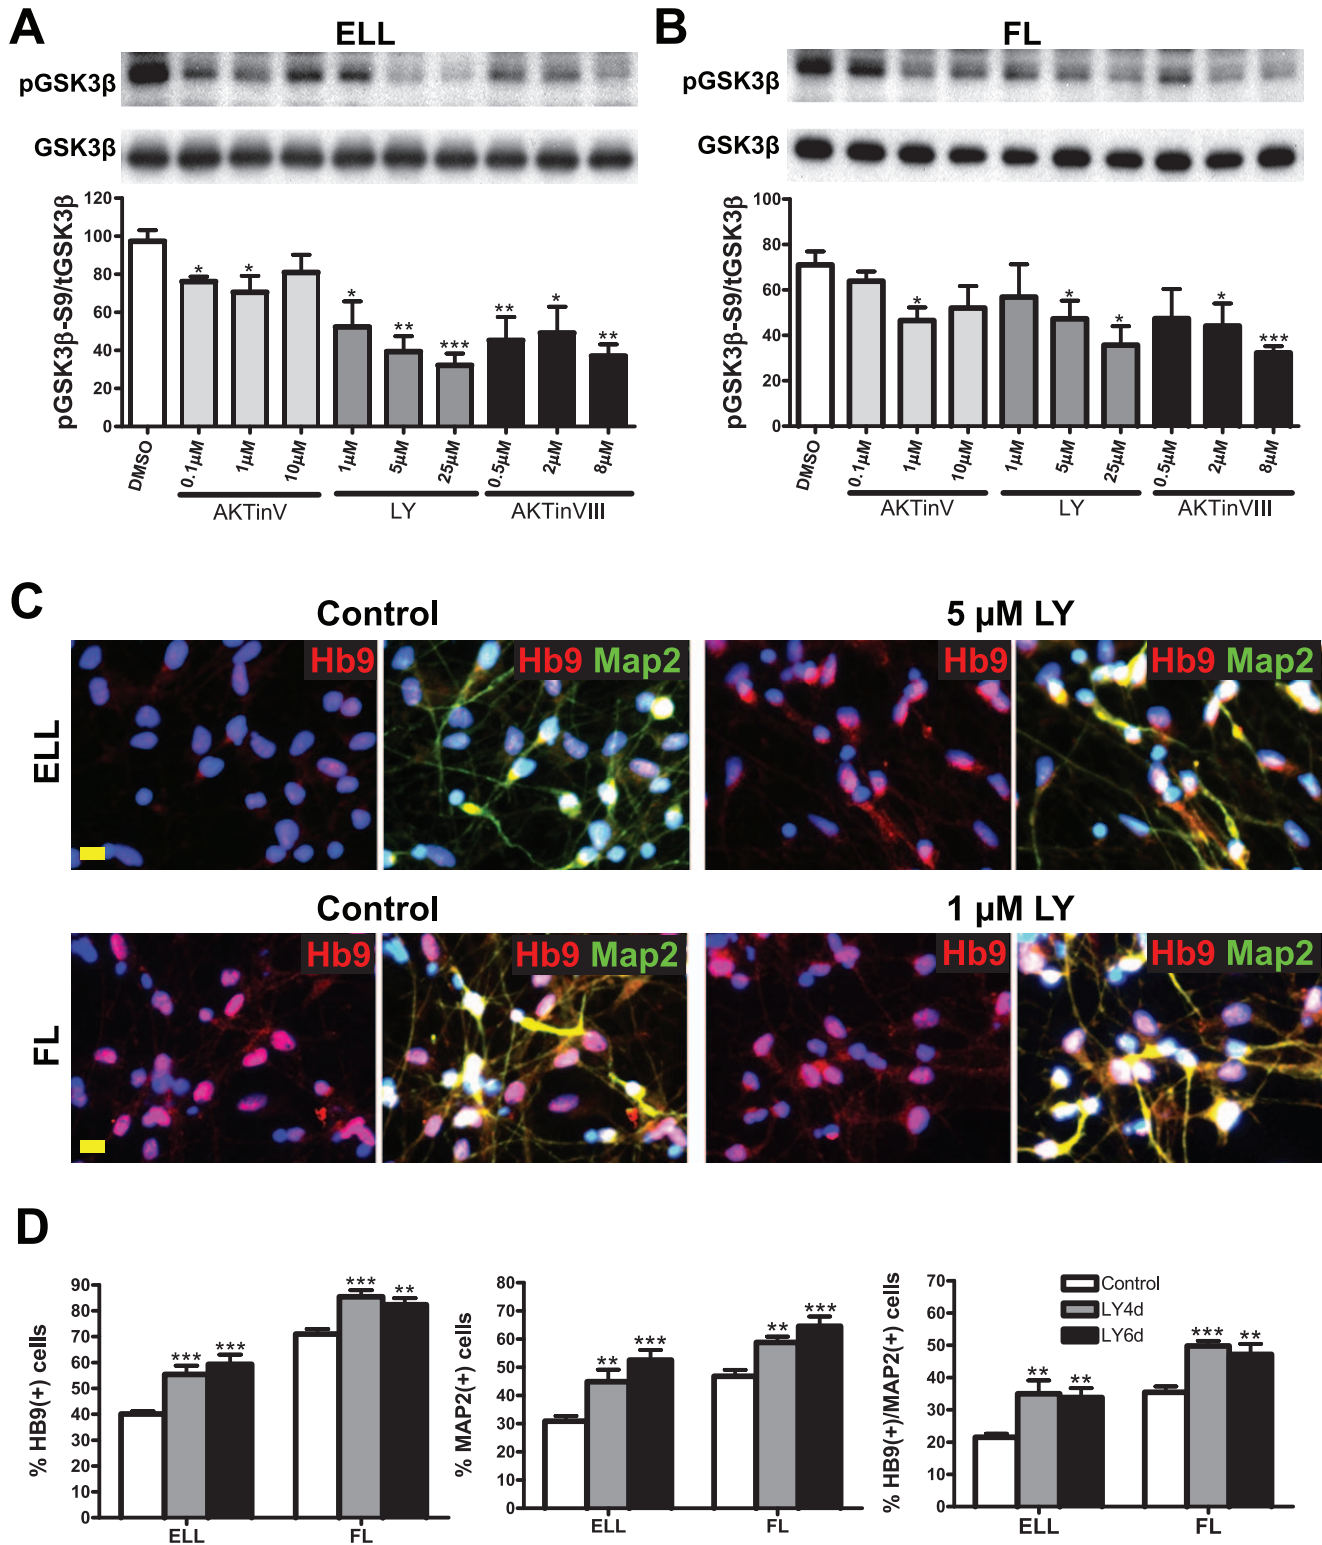 A
ELL
pGSK3β
GSK3β
pGSK3β-S9/tGSK3β
120
100
80
60
40
20
0
* * * ** *** ** * **
DMSO 0.1µM 1µM 10µM 1µM 5µM 25µM 0.5µM 2µM 8µM
AKTinV LY AKTinVIII
B
FL
pGSK3β
GSK3β
pGSK3β-S9/tGSK3β
100
80
60
40
20
0
* * * * ***
DMSO 0.1µM 1µM 10µM 1µM 5µM 25µM 0.5µM 2µM 8µM
AKTinV LY AKTinVIII
C
Control 5 µM LY
ELL
Hb9 Hb9 Map2 Hb9 Hb9 Map2
Control 1 µM LY
FL
Hb9 Hb9 Map2 Hb9 Hb9 Map2
D
% HB9(+) cells
90
80
70
60
50
40
30
20
10
0
*** *** *** **
ELL FL
% MAP2(+) cells
80
70
60
50
40
30
20
10
0
** *** ** ***
ELL FL
% HB9(+)/MAP2(+) cells
70
60
50
40
30
20
10
0
** ** *** **
ELL FL
Control
LY4d
LY6d